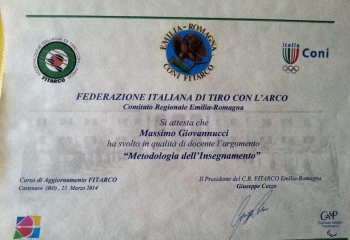 FITARCO
EMILIA - ROMAGNA
CONI FITARCO
Italia
Coni
FEDERAZIONE ITALIANA DI TIRO CON L'ARCO
Comitato Regionale Emilia-Romagna
Si attesta che
Massimo Giovannucci
ha svolto in qualità di docente l'argomento
"Metodologia dell'Insegnamento"
Corso di Aggiornamento FITARCO
Castenaso (BO) , 23 Marzo 2014
Il Presidente del C.R. FITARCO Emilia-Romagna
Giuseppe Cozzo